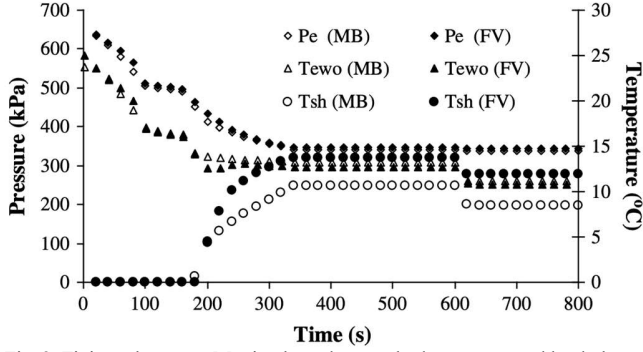 700
600
500
400
300
200
100
0
Pressure (kPa)
30
25
20
15
10
5
0
Temperature (°C)
0 100 200 300 400 500 600 700 800
Time (s)
Pe (MB) Pe (FV)
Tewo (MB) Tewo (FV)
Tsh (MB) Tsh (FV)